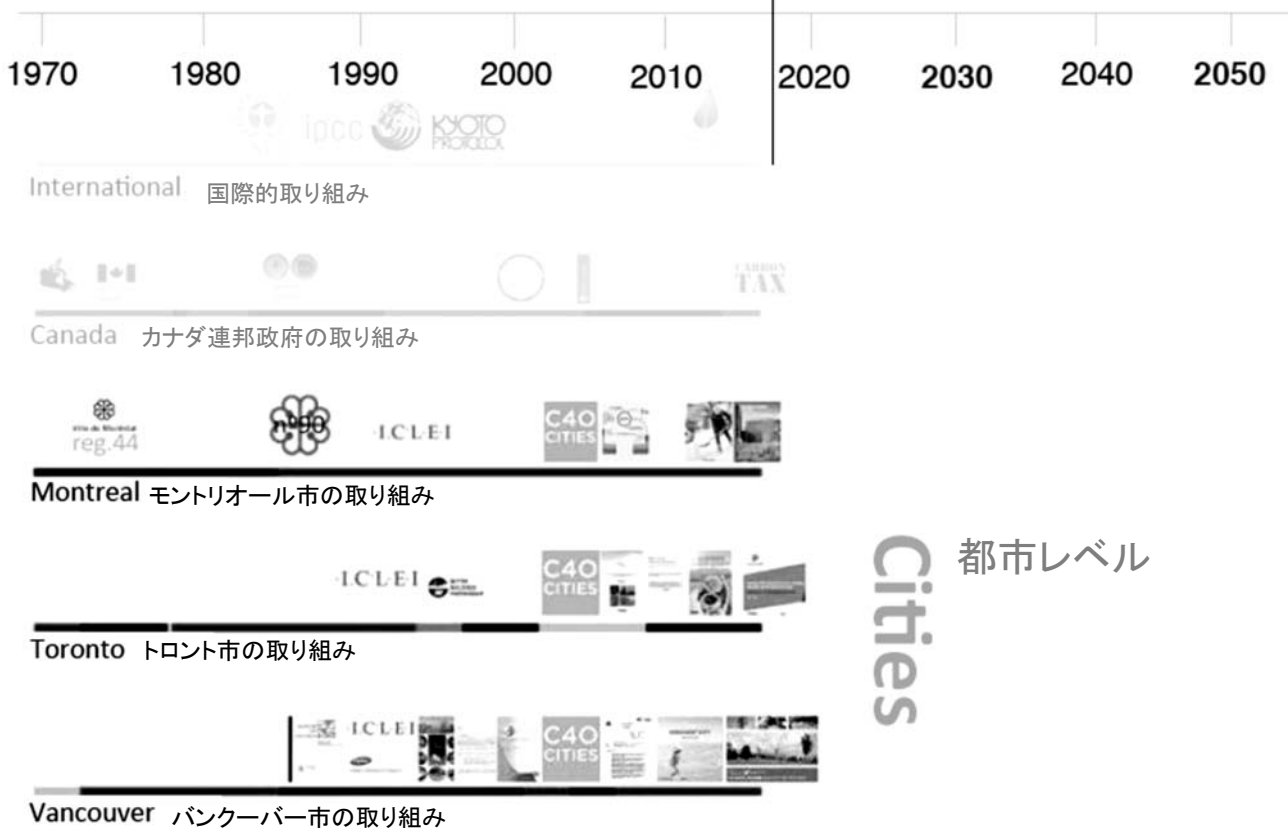 1970 1980 1990 2000 2010 2020 2030 2040 2050
ipcc KYOTO PROTOCOL
International 国際的取り組み
CARBON TAX
Canada カナダ連邦政府の取り組み
Ville de Montréal
reg.44
nº90
I.C.L.E.I
C40 CITIES
Montreal モントリオール市の取り組み
I.C.L.E.I
C40 CITIES
Toronto トロント市の取り組み
Cities 都市レベル
I.C.L.E.I
C40 CITIES
Vancouver バンクーバー市の取り組み